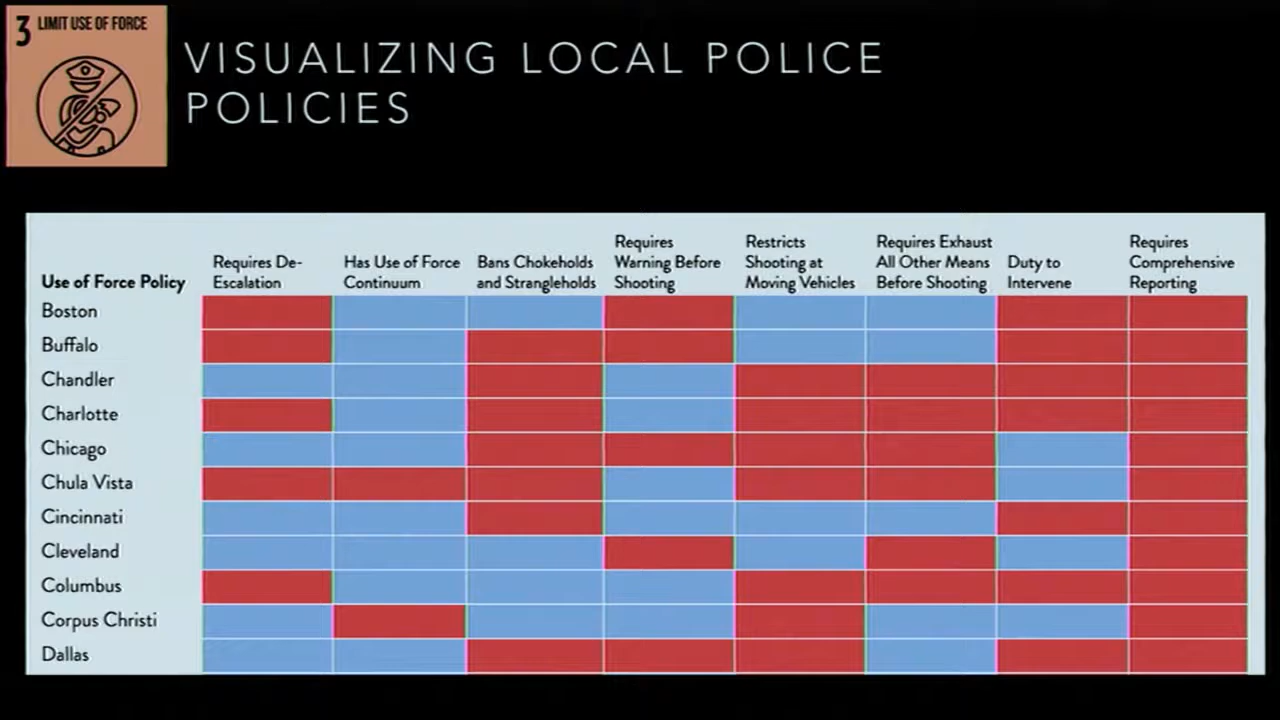 3 LIMIT USE OF FORCE
VISUALIZING LOCAL POLICE
POLICIES
Use of Force Policy
Requires De-
Escalation
Has Use of Force
Continuum
Bans Chokeholds
and Strangleholds
Requires
Warning Before
Shooting
Restricts
Shooting at
Moving Vehicles
Requires Exhaust
All Other Means
Before Shooting
Duty to
Intervene
Requires
Comprehensive
Reporting
Boston
Buffalo
Chandler
Charlotte
Chicago
Chula Vista
Cincinnati
Cleveland
Columbus
Corpus Christi
Dallas